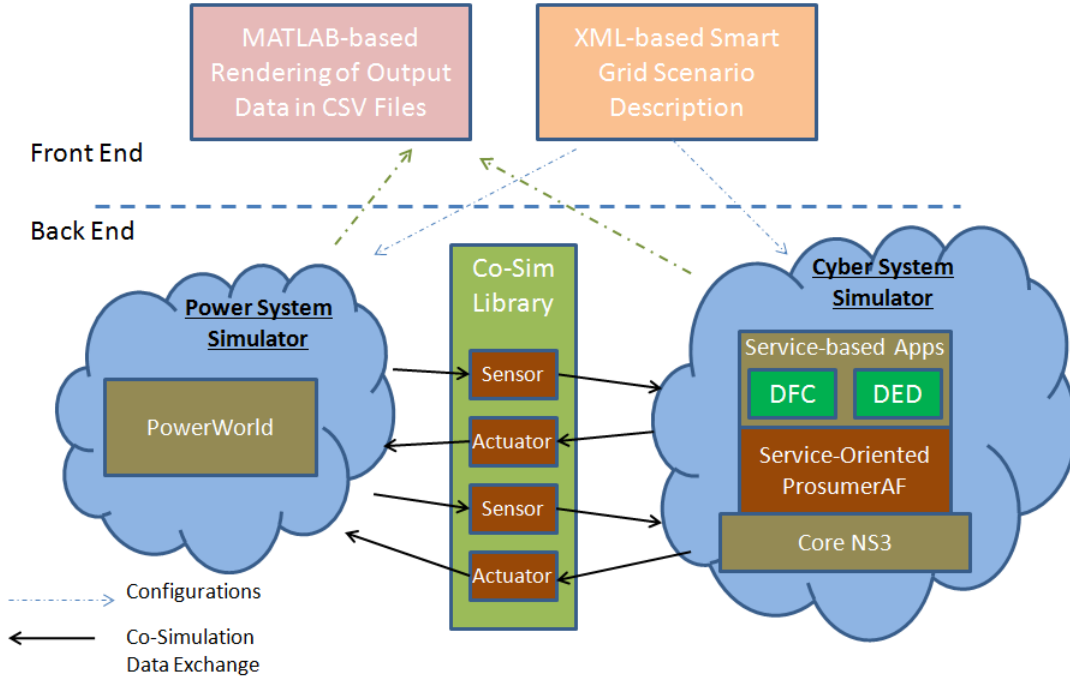 MATLAB-based
Rendering of Output
Data in CSV Files
XML-based Smart
Grid Scenario
Description
Front End
Back End
Power System
Simulator
PowerWorld
Co-Sim
Library
Sensor
Actuator
Sensor
Actuator
Cyber System
Simulator
Service-based Apps
DFC
DED
Service-Oriented
ProsumerAF
Core NS3
Configurations
Co-Simulation
Data Exchange